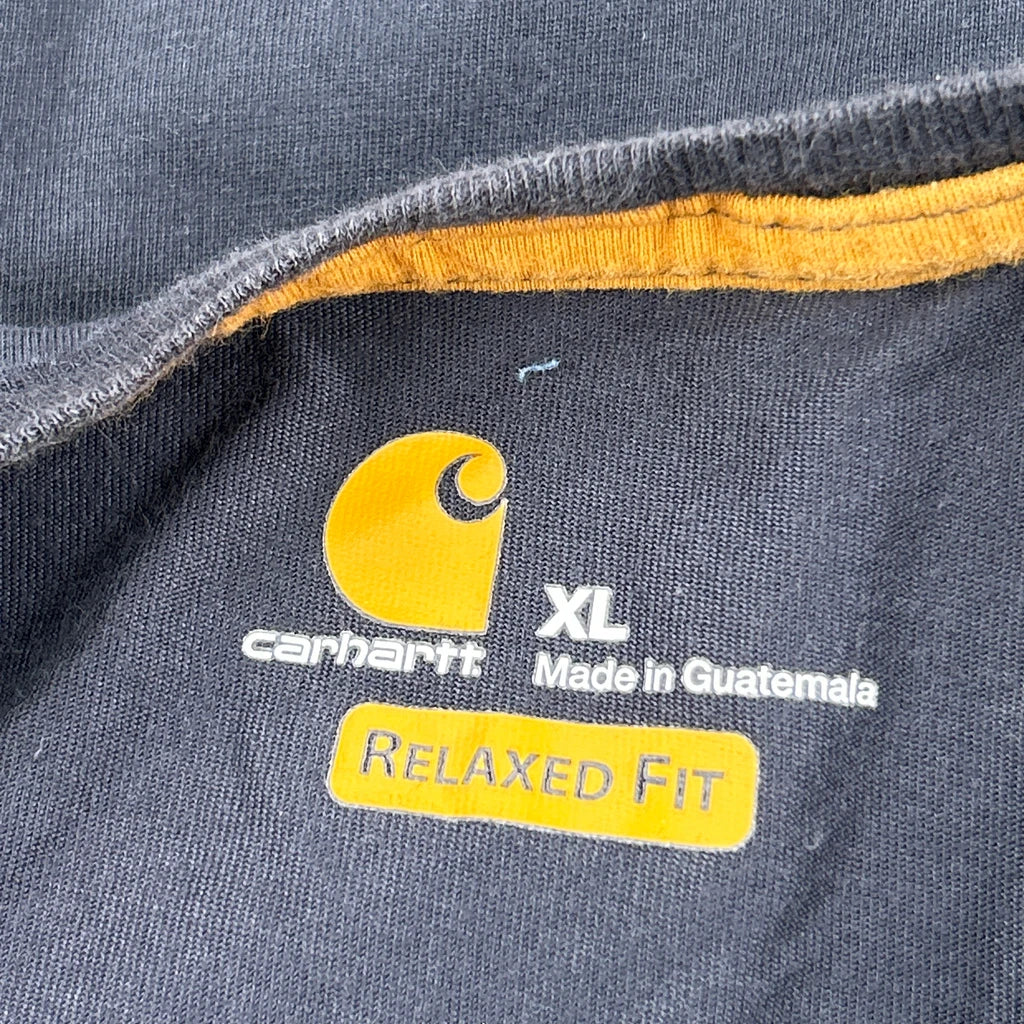 carhartt
XL
Made in Guatemala
RELAXED FIT